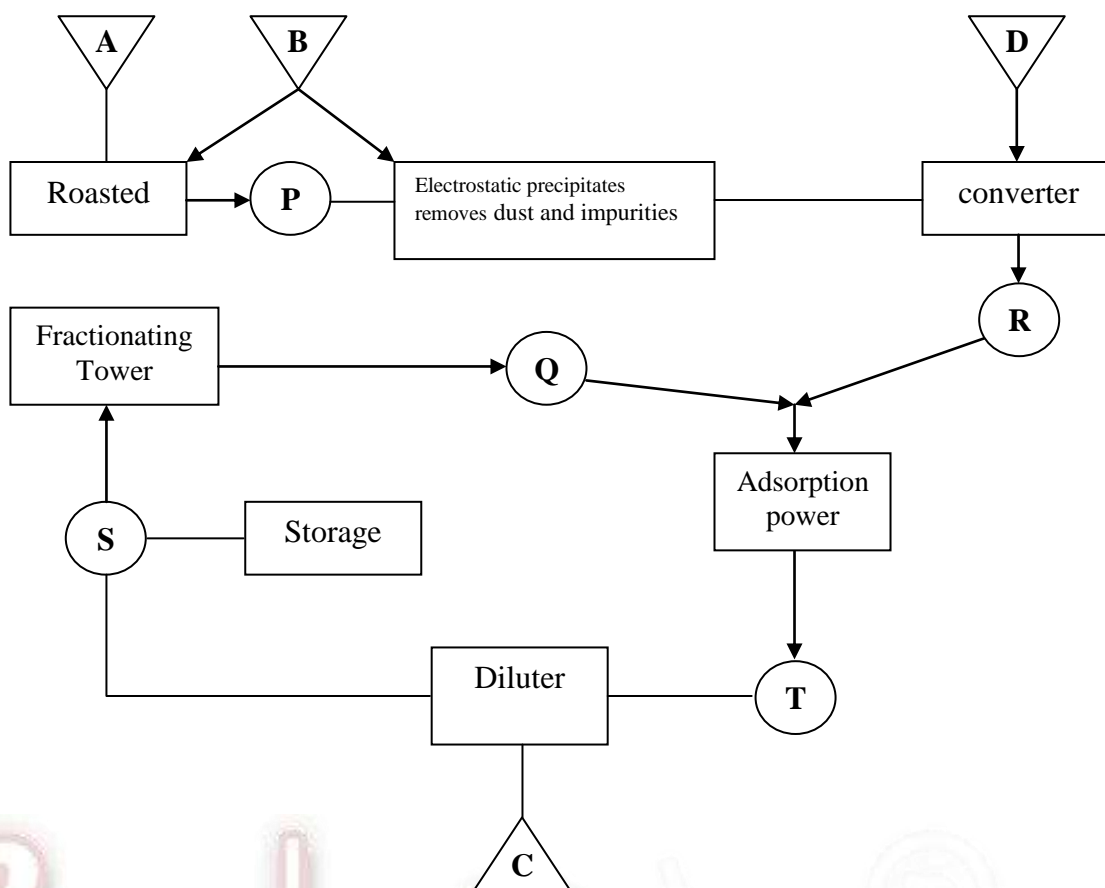 A
B
D
Roasted
P
Electrostatic precipitates
removes dust and impurities
converter
Fractionating
Tower
Q
R
Adsorption
power
S
Storage
Diluter
T
C